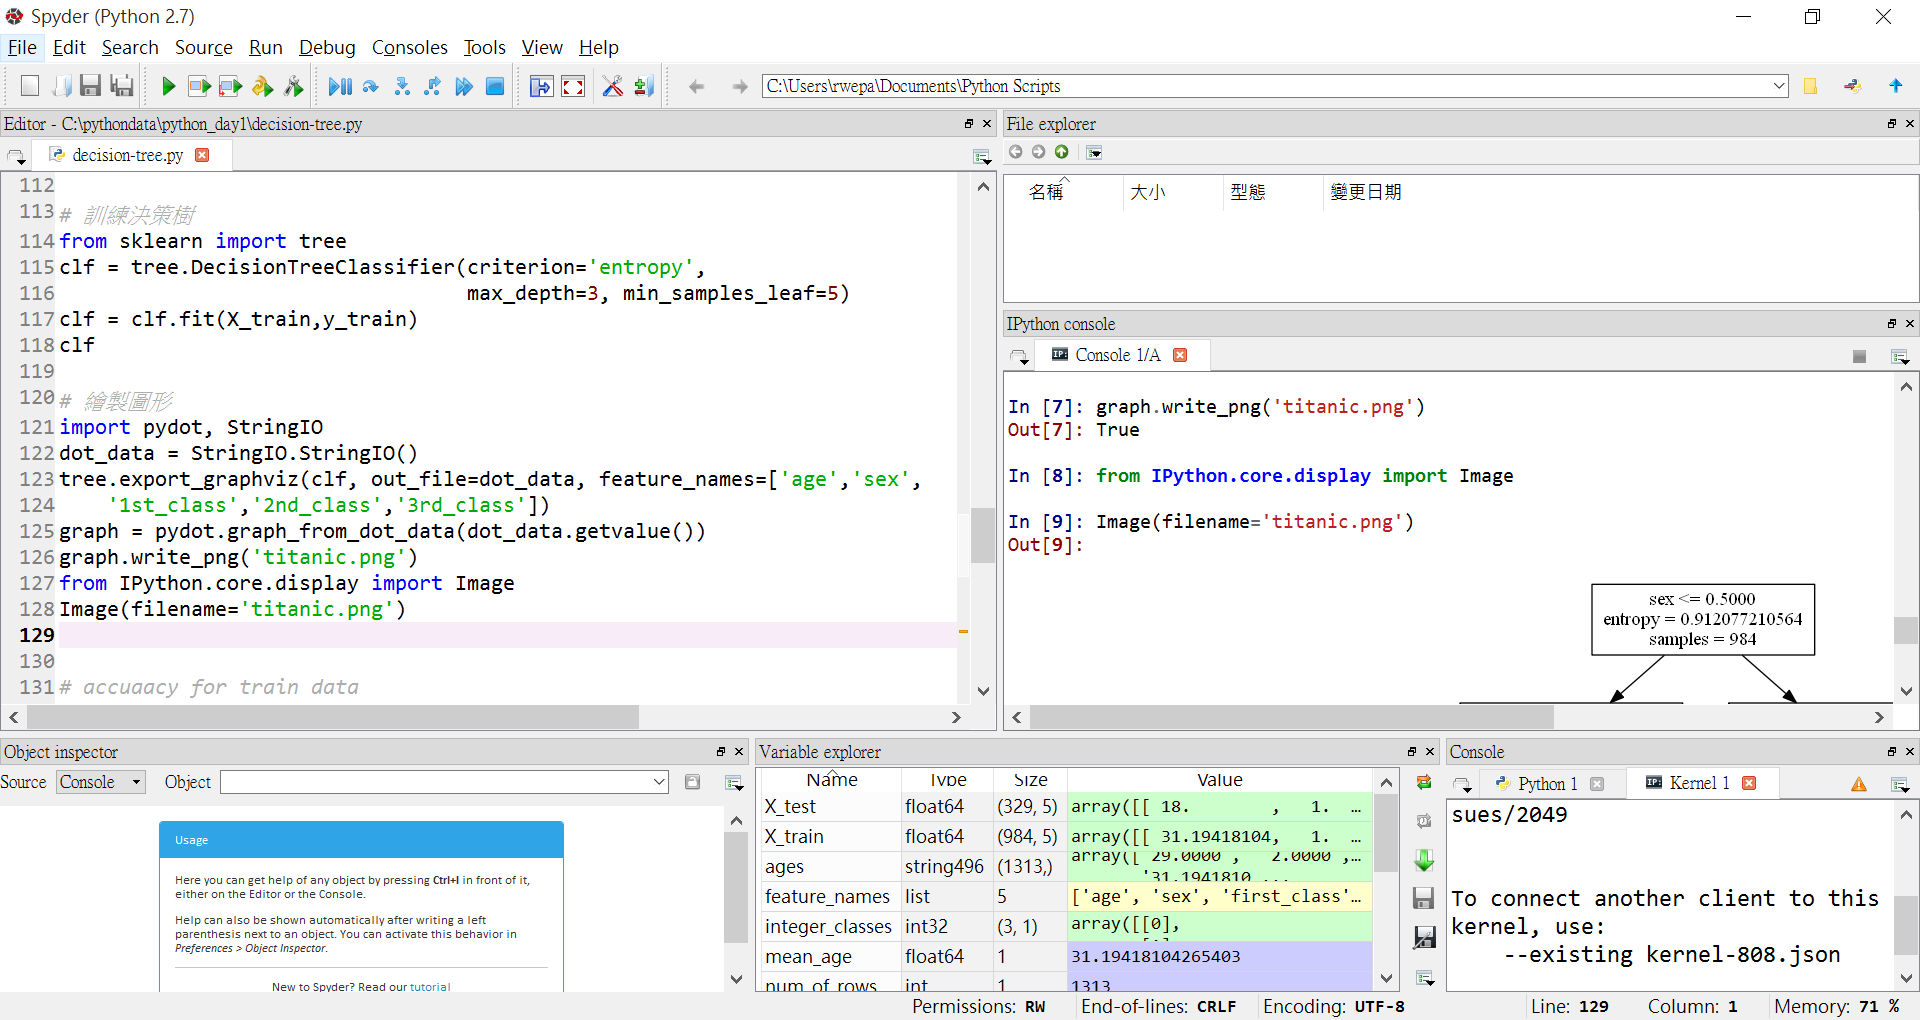 Spyder (Python 2.7)
File Edit Search Source Run Debug Consoles Tools View Help
C:\Users\rwepa\Documents\Python Scripts
Editor - C:\pythondata\python_day1\decision-tree.py
decision-tree.py
112
113 # 訓練決策樹
114 from sklearn import tree
115 clf = tree.DecisionTreeClassifier(criterion='entropy',
116 max_depth=3, min_samples_leaf=5)
117 clf = clf.fit(X_train,y_train)
118 clf
119
120 # 繪製圖形
121 import pydot, StringIO
122 dot_data = StringIO.StringIO()
123 tree.export_graphviz(clf, out_file=dot_data, feature_names=['age','sex',
124 '1st_class','2nd_class','3rd_class'])
125 graph = pydot.graph_from_dot_data(dot_data.getvalue())
126 graph.write_png('titanic.png')
127 from IPython.core.display import Image
128 Image(filename='titanic.png')
129
130
131 # accuaacy for train data
File explorer
名稱 大小 型態 變更日期
IPython console
IP: Console 1/A
In [7]: graph.write_png('titanic.png')
Out[7]: True
In [8]: from IPython.core.display import Image
In [9]: Image(filename='titanic.png')
Out[9]:
sex <= 0.5000
entropy = 0.912077210564
samples = 984
Object inspector
Source Console Object
Usage
Here you can get help of any object by pressing Ctrl+I in front of it,
either on the Editor or the Console.
Help can also be shown automatically after writing a left
parenthesis next to an object. You can activate this behavior in
Preferences > Object Inspector.
New to Spyder? Read our tutorial
Variable explorer
Name Type Size Value
X_test float64 (329, 5) array([[ 18. , 1. ...
X_train float64 (984, 5) array([[ 31.19418104, 1. ...
ages string496 (1313,) array(['29.0000', '2.0000',...
'31.1941810 ...
feature_names list 5 ['age', 'sex', 'first_class'...
integer_classes int32 (3, 1) array([[0],
mean_age float64 1 31.19418104265403
num_of_rows int 1 1313
Console
Python 1 IP: Kernel 1
sues/2049
To connect another client to this
kernel, use:
--existing kernel-808.json
Permissions: RW End-of-lines: CRLF Encoding: UTF-8 Line: 129 Column: 1 Memory: 71 %